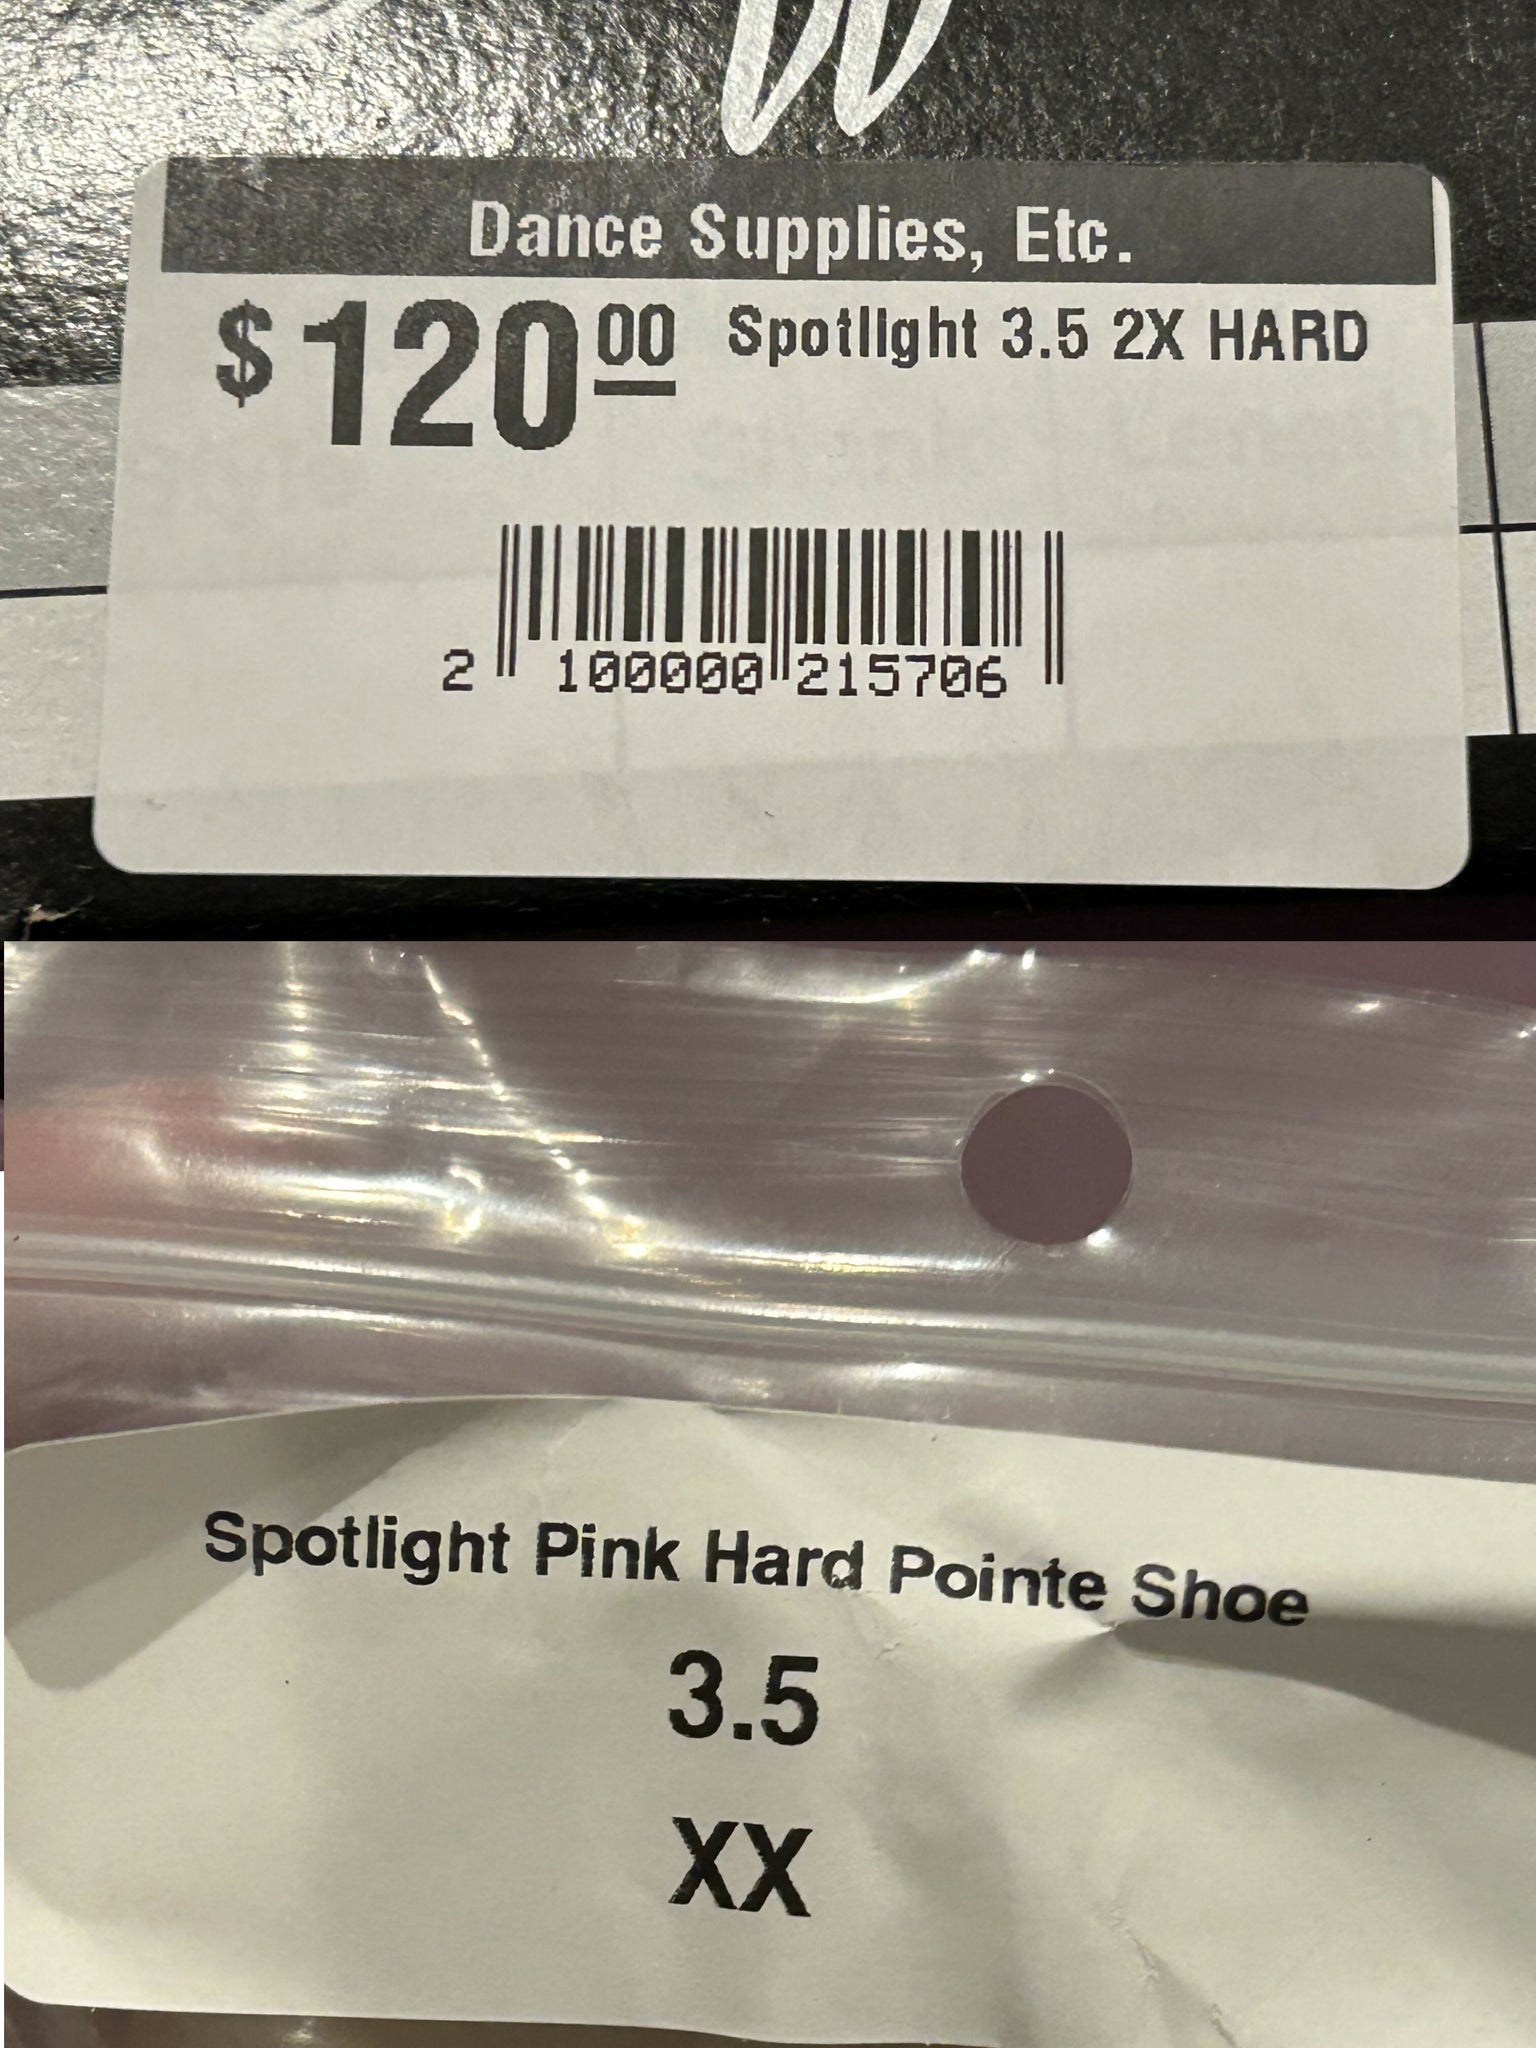 Dance Supplies, Etc.
$120 00 Spotlight 3.5 2X HARD
2 100000 215706
Spotlight Pink Hard Pointe Shoe
3.5
XX